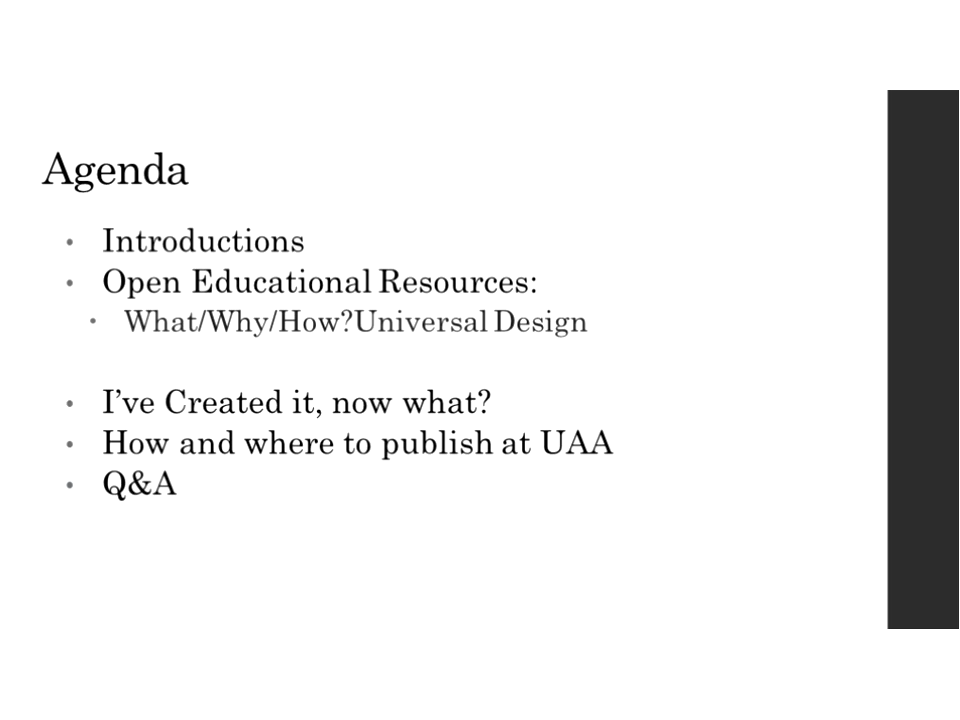 Agenda
• Introductions
• Open Educational Resources:
• What/Why/How?Universal Design
• I’ve Created it, now what?
• How and where to publish at UAA
• Q&A